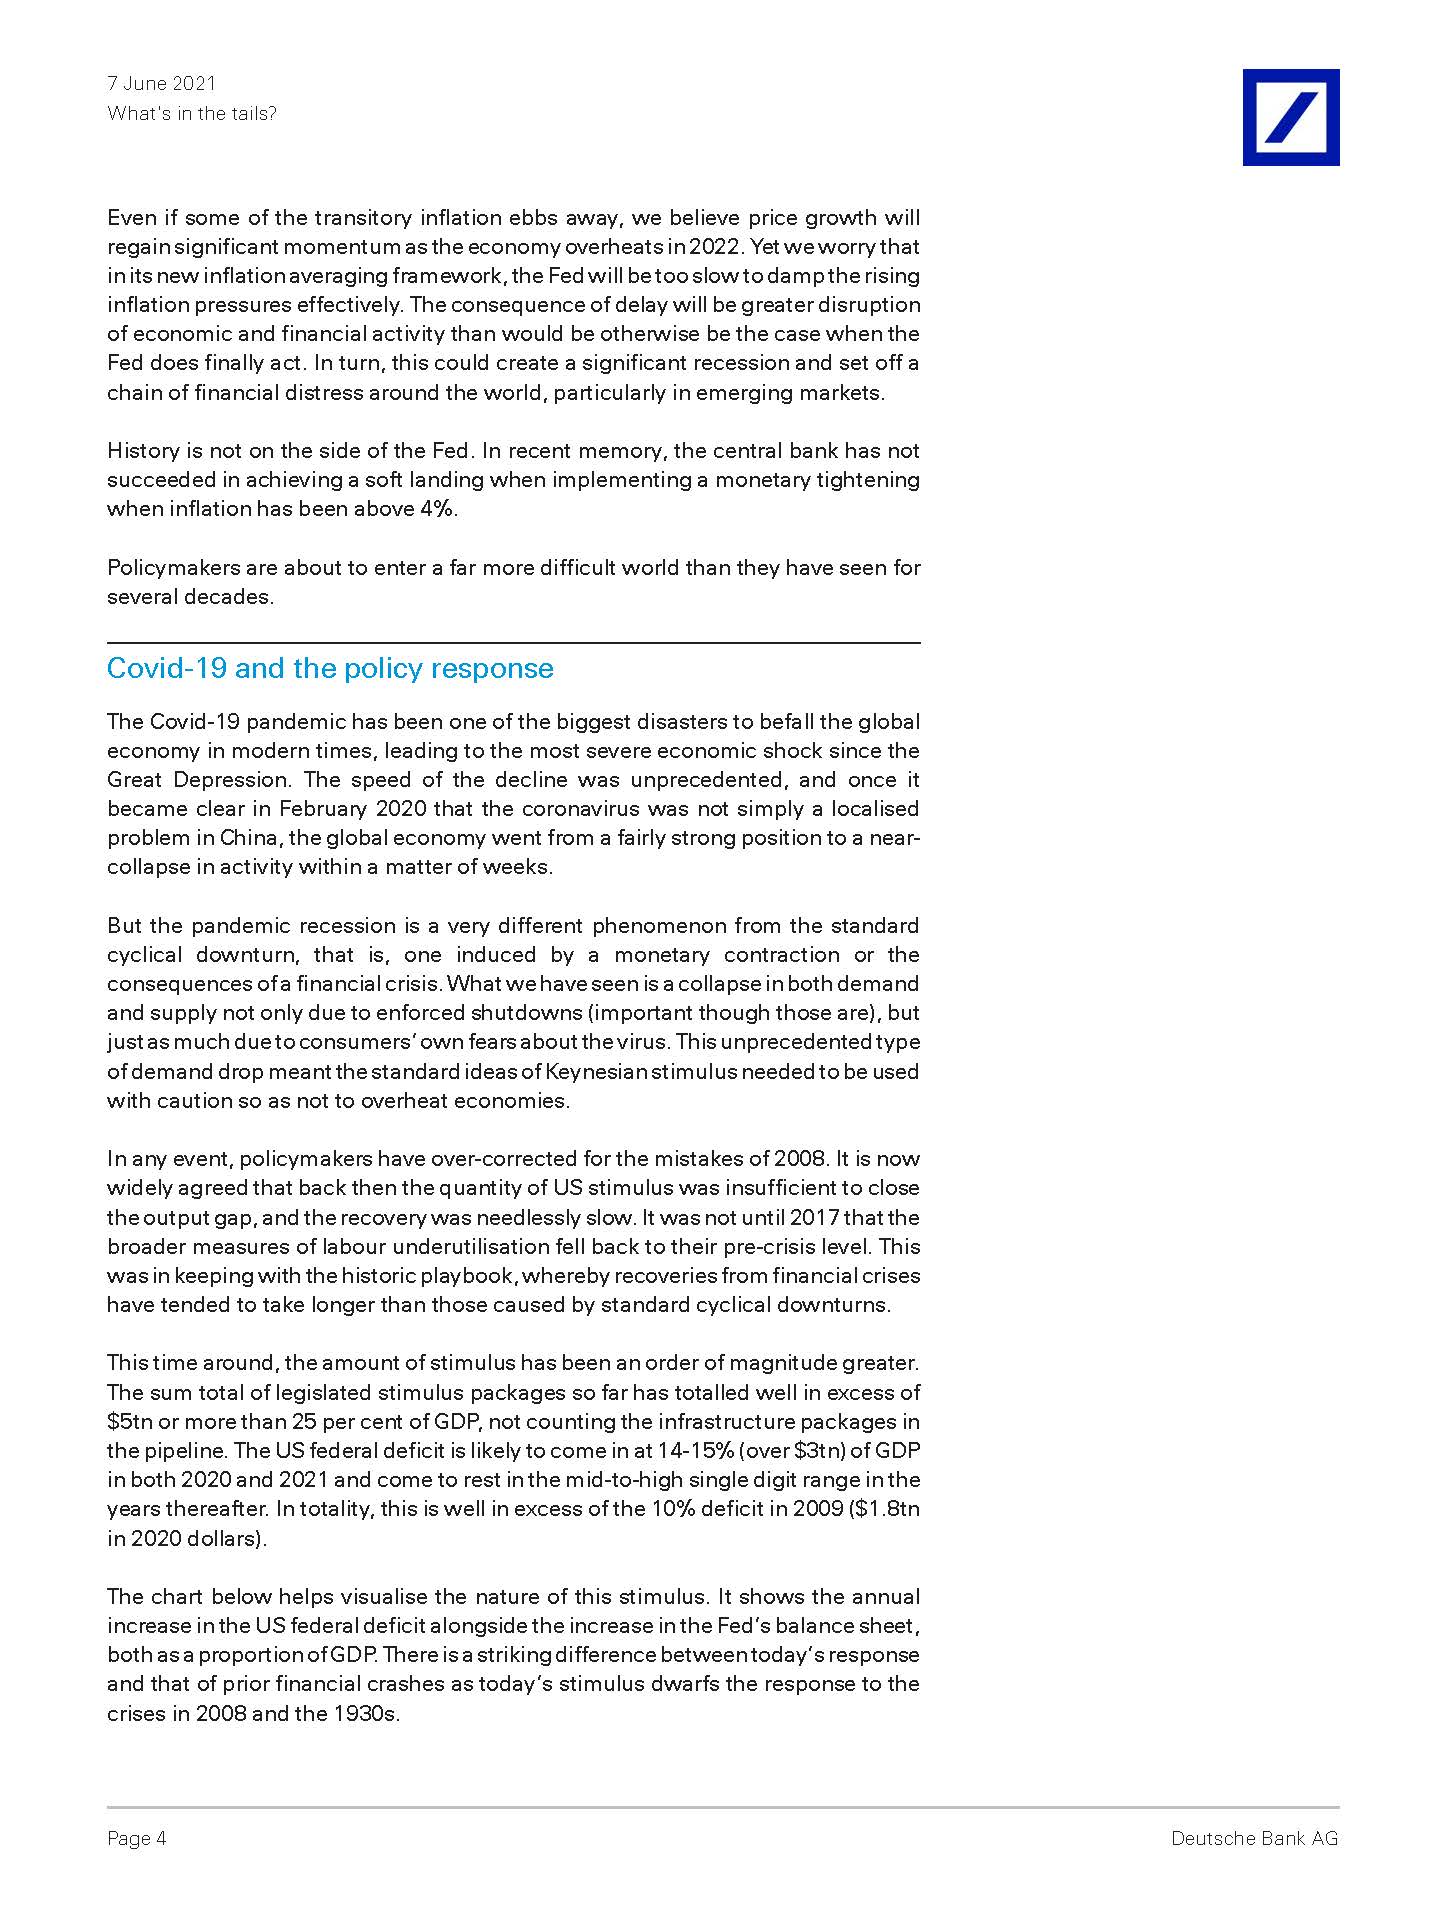 7 June 2021
What's in the tails?
Even if some of the transitory inflation ebbs away, we believe price growth will
regain significant momentum as the economy overheats in 2022. Yet we worry that
in its new inflation averaging framework, the Fed will be too slow to damp the rising
inflation pressures effectively. The consequence of delay will be greater disruption
of economic and financial activity than would be otherwise be the case when the
Fed does finally act. In turn, this could create a significant recession and set off a
chain of financial distress around the world, particularly in emerging markets.
History is not on the side of the Fed. In recent memory, the central bank has not
succeeded in achieving a soft landing when implementing a monetary tightening
when inflation has been above 4%.
Policymakers are about to enter a far more difficult world than they have seen for
several decades.
Covid-19 and the policy response
The Covid-19 pandemic has been one of the biggest disasters to befall the global
economy in modern times, leading to the most severe economic shock since the
Great Depression. The speed of the decline was unprecedented, and once it
became clear in February 2020 that the coronavirus was not simply a localised
problem in China, the global economy went from a fairly strong position to a near-
collapse in activity within a matter of weeks.
But the pandemic recession is a very different phenomenon from the standard
cyclical downturn, that is, one induced by a monetary contraction or the
consequences of a financial crisis. What we have seen is a collapse in both demand
and supply not only due to enforced shutdowns (important though those are), but
just as much due to consumers' own fears about the virus. This unprecedented type
of demand drop meant the standard ideas of Keynesian stimulus needed to be used
with caution so as not to overheat economies.
In any event, policymakers have over-corrected for the mistakes of 2008. It is now
widely agreed that back then the quantity of US stimulus was insufficient to close
the output gap, and the recovery was needlessly slow. It was not until 2017 that the
broader measures of labour underutilisation fell back to their pre-crisis level. This
was in keeping with the historic playbook, whereby recoveries from financial crises
have tended to take longer than those caused by standard cyclical downturns.
This time around, the amount of stimulus has been an order of magnitude greater.
The sum total of legislated stimulus packages so far has totalled well in excess of
$5tn or more than 25 per cent of GDP, not counting the infrastructure packages in
the pipeline. The US federal deficit is likely to come in at 14-15% (over $3tn) of GDP
in both 2020 and 2021 and come to rest in the mid-to-high single digit range in the
years thereafter. In totality, this is well in excess of the 10% deficit in 2009 ($1.8tn
in 2020 dollars).
The chart below helps visualise the nature of this stimulus. It shows the annual
increase in the US federal deficit alongside the increase in the Fed's balance sheet,
both as a proportion of GDP. There is a striking difference between today's response
and that of prior financial crashes as today's stimulus dwarfs the response to the
crises in 2008 and the 1930s.
Page 4
Deutsche Bank AG